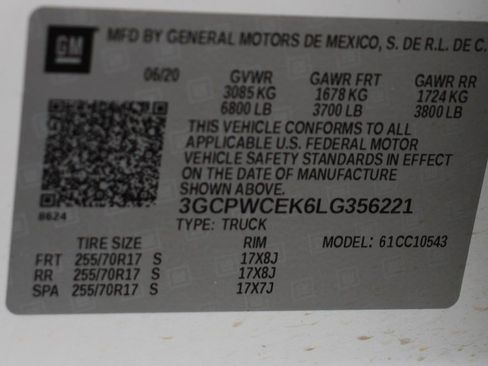 GM
MFD BY GENERAL MOTORS DE MEXICO, S. DE R.L. DE C.
06/20 GVWR GAWR FRT GAWR RR
3085 KG 1678 KG 1724 KG
6800 LB 3700 LB 3800 LB
THIS VEHICLE CONFORMS TO ALL
APPLICABLE U.S. FEDERAL MOTOR
VEHICLE SAFETY STANDARDS IN EFFECT
ON THE DATE OF MANUFACTURE
SHOWN ABOVE.
8624
3GCPWCEK6LG356221
TYPE: TRUCK
TIRE SIZE RIM MODEL: 61CC10543
FRT 255/70R17 S 17X8J
RR 255/70R17 S 17X8J
SPA 255/70R17 S 17X7J